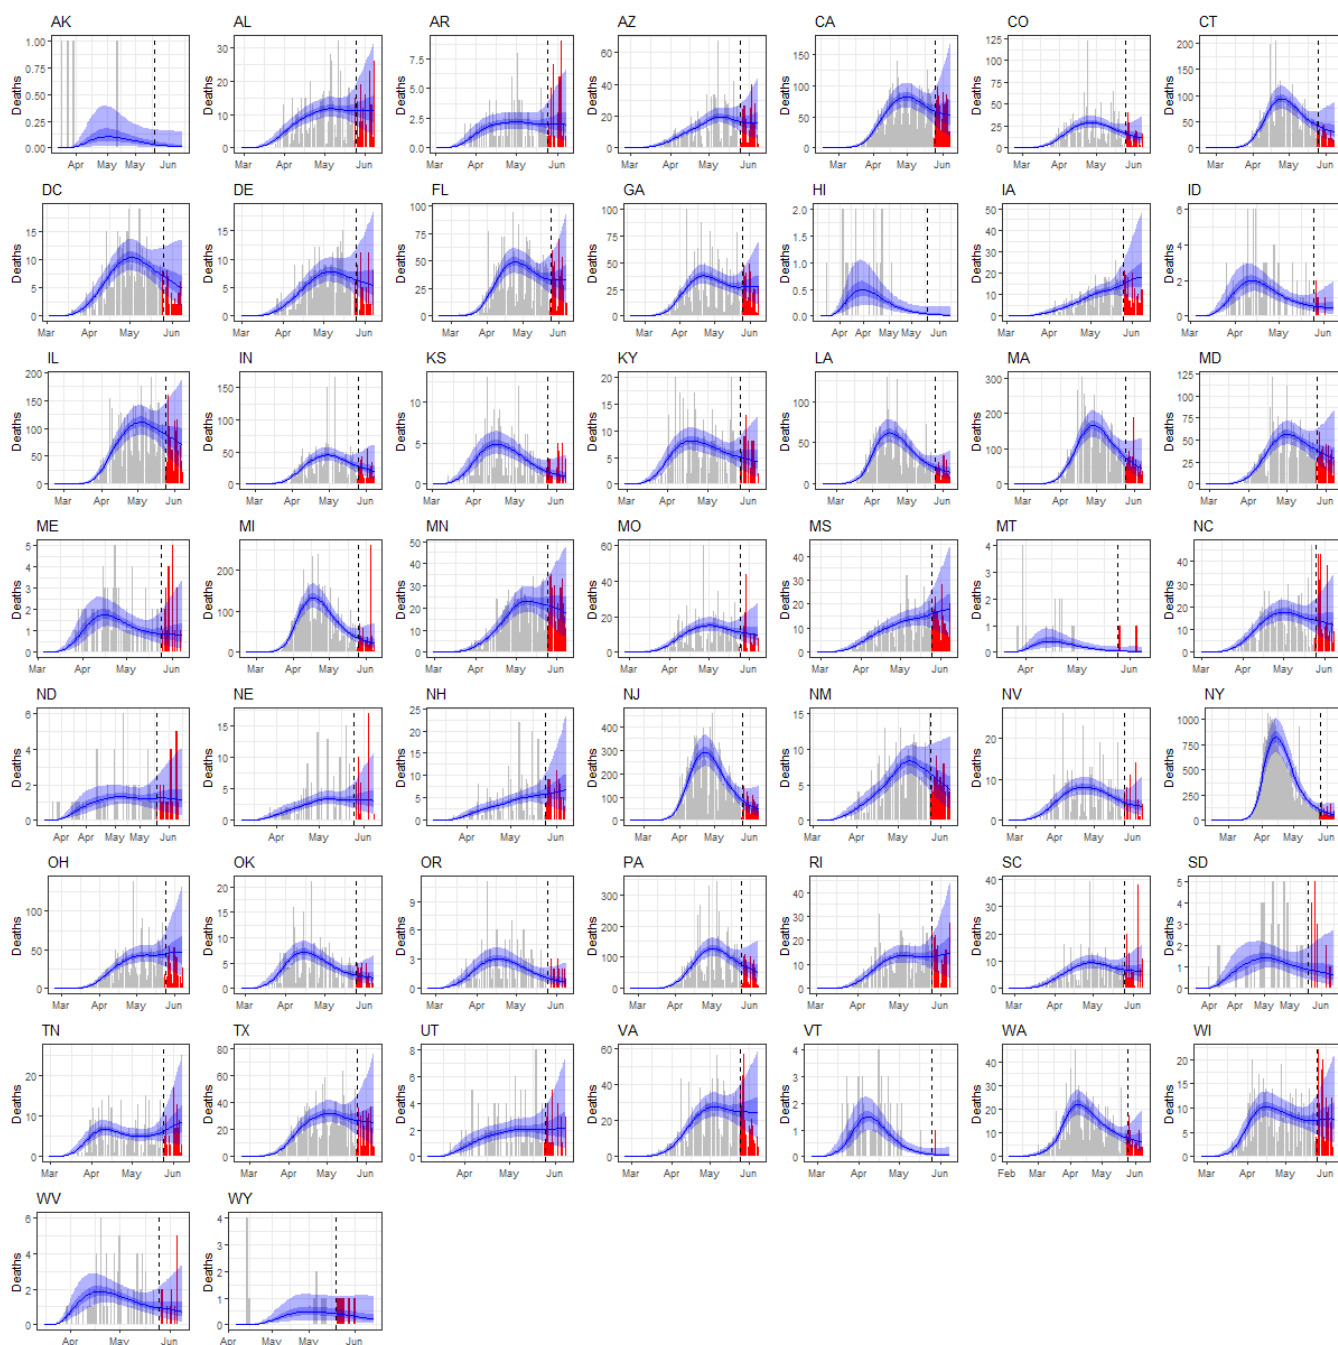 AK
1.00
0.75
0.50
0.25
0.00
Deaths
Apr May Jun
AL
30
20
10
0
Deaths
Mar Apr May Jun
AR
7.5
5.0
2.5
0.0
Deaths
Mar Apr May Jun
AZ
60
40
20
0
Deaths
Mar Apr May Jun
CA
150
100
50
0
Deaths
Mar Apr May Jun
CO
125
100
75
50
25
0
Deaths
Mar Apr May Jun
CT
200
150
100
50
0
Deaths
Mar Apr May Jun
DC
15
10
5
0
Deaths
Mar Apr May Jun
DE
15
10
5
0
Deaths
Mar Apr May Jun
FL
100
75
50
25
0
Deaths
Mar Apr May Jun
GA
100
75
50
25
0
Deaths
Mar Apr May Jun
HI
2.0
1.5
1.0
0.5
0.0
Deaths
Apr Apr May May Jun
IA
50
40
30
20
10
0
Deaths
Mar Apr May Jun
ID
6
4
2
0
Deaths
Mar Apr May Jun
IL
200
150
100
50
0
Deaths
Mar Apr May Jun
IN
150
100
50
0
Deaths
Mar Apr May Jun
KS
10
5
0
Deaths
Mar Apr May Jun
KY
20
15
10
5
0
Deaths
Mar Apr May Jun
LA
100
50
0
Deaths
Mar Apr May Jun
MA
300
200
100
0
Deaths
Mar Apr May Jun
MD
125
100
75
50
25
0
Deaths
Mar Apr May Jun
ME
5
4
3
2
1
0
Deaths
Mar Apr May Jun
MI
200
100
0
Deaths
Mar Apr May Jun
MN
50
40
30
20
10
0
Deaths
Mar Apr May Jun
MO
60
40
20
0
Deaths
Mar Apr May Jun
MS
40
30
20
10
0
Deaths
Mar Apr May Jun
MT
4
3
2
1
0
Deaths
Apr May Jun
NC
40
30
20
10
0
Deaths
Mar Apr May Jun
ND
6
4
2
0
Deaths
Apr Apr May May Jun
NE
15
10
5
0
Deaths
Apr May Jun
NH
25
20
15
10
5
0
Deaths
Apr May Jun
NJ
400
300
200
100
0
Deaths
Mar Apr May Jun
NM
15
10
5
0
Deaths
Mar Apr May Jun
NV
20
10
0
Deaths
Mar Apr May Jun
NY
1000
750
500
250
0
Deaths
Mar Apr May Jun
OH
100
50
0
Deaths
Mar Apr May Jun
OK
20
15
10
5
0
Deaths
Mar Apr May Jun
OR
9
6
3
0
Deaths
Mar Apr May Jun
PA
300
200
100
0
Deaths
Mar Apr May Jun
RI
40
30
20
10
0
Deaths
Mar Apr May Jun
SC
40
30
20
10
0
Deaths
Mar Apr May Jun
SD
5
4
3
2
1
0
Deaths
Apr Apr May May Jun
TN
20
10
0
Deaths
Mar Apr May Jun
TX
80
60
40
20
0
Deaths
Mar Apr May Jun
UT
8
6
4
2
0
Deaths
Apr May Jun
VA
60
40
20
0
Deaths
Mar Apr May Jun
VT
4
3
2
1
0
Deaths
Mar Apr May Jun
WA
40
30
20
10
0
Deaths
Feb Mar Apr May Jun
WI
20
15
10
5
0
Deaths
Mar Apr May Jun
WV
6
4
2
0
Deaths
Apr May Jun
WY
4
3
2
1
0
Deaths
Apr May May Jun